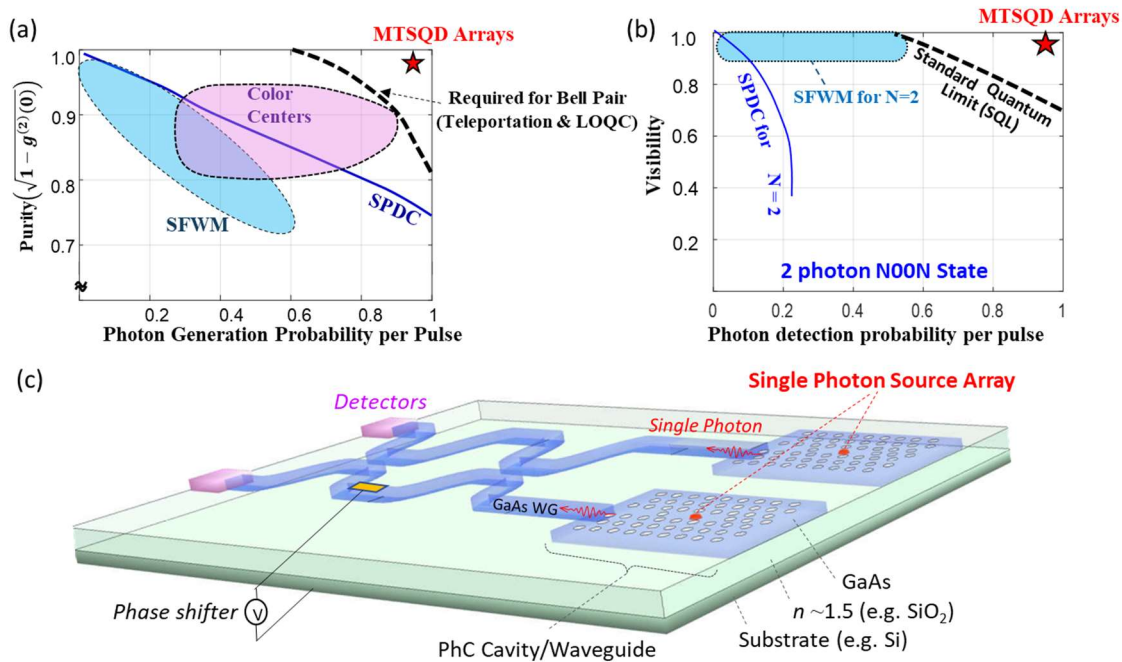 (a)
MTSQD Arrays
1.0
0.9
0.8
0.7
Purity(√1 − g⁽²⁾(0))
Color
Centers
Required for Bell Pair
(Teleportation & LOQC)
SFWM
SPDC
0.2
0.4
0.6
0.8
1
Photon Generation Probability per Pulse
(b)
MTSQD Arrays
1.0
0.8
0.6
0.4
0.2
Visibility
SPDC for
N = 2
SFWM for N=2
Standard Quantum
Limit (SQL)
2 photon N00N State
0
0.2
0.4
0.6
0.8
1
Photon detection probability per pulse
(c)
Single Photon Source Array
Detectors
Single Photon
GaAs WG
GaAs
n ~1.5 (e.g. SiO₂)
Substrate (e.g. Si)
Phase shifter
V
PhC Cavity/Waveguide